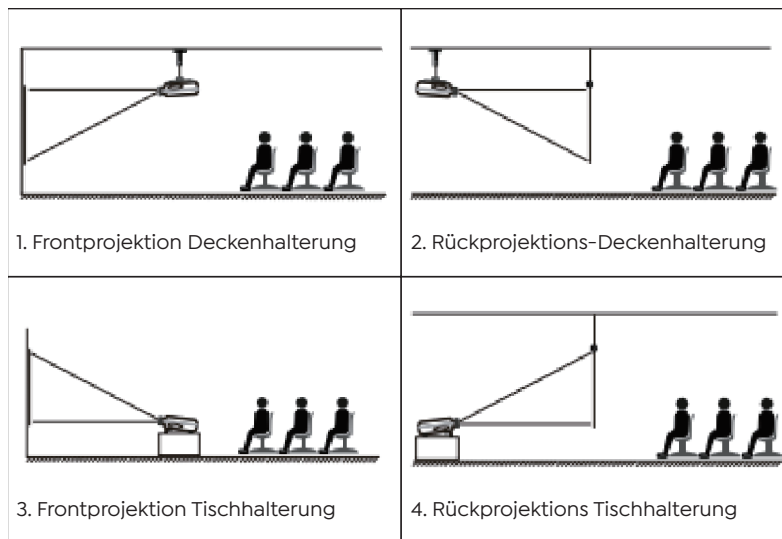 1. Frontprojektion Deckenhalterung
2. Rückprojektions-Deckenhalterung
3. Frontprojektion Tischhalterung
4. Rückprojektions Tischhalterung